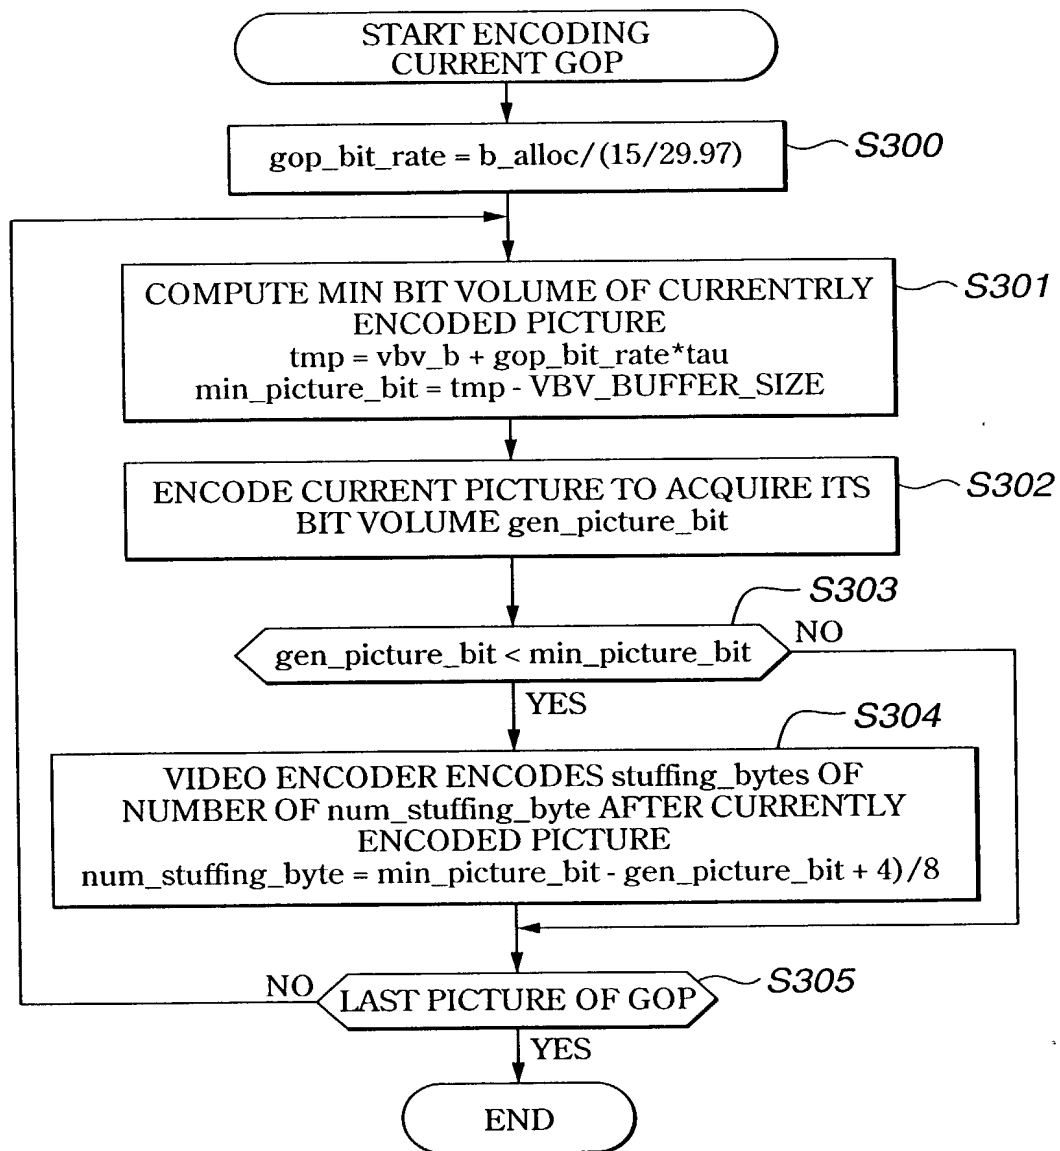 START ENCODING
CURRENT GOP
gop_bit_rate = b_alloc/(15/29.97)
S300
COMPUTE MIN BIT VOLUME OF CURRENTRLY
ENCODED PICTURE
tmp = vbv_b + gop_bit_rate*tau
min_picture_bit = tmp - VBV_BUFFER_SIZE
S301
ENCODE CURRENT PICTURE TO ACQUIRE ITS
BIT VOLUME gen_picture_bit
S302
S303
gen_picture_bit < min_picture_bit
NO
YES
S304
VIDEO ENCODER ENCODES stuffing_bytes OF
NUMBER OF num_stuffing_byte AFTER CURRENTLY
ENCODED PICTURE
num_stuffing_byte = min_picture_bit - gen_picture_bit + 4)/8
NO
LAST PICTURE OF GOP
S305
YES
END